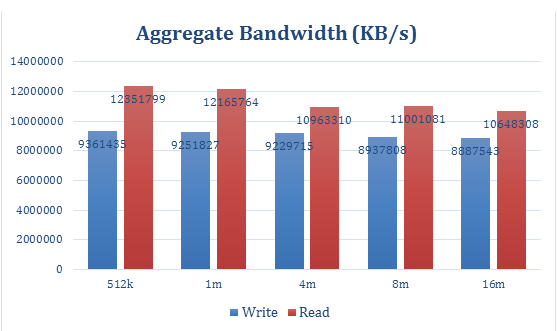 Aggregate Bandwidth (KB/s)
14000000
12000000
10000000
8000000
6000000
4000000
2000000
0
12351799
12165764
10963310
11001081
10648308
9361435
9251827
9229715
8937808
8887543
512k
1m
4m
8m
16m
Write
Read